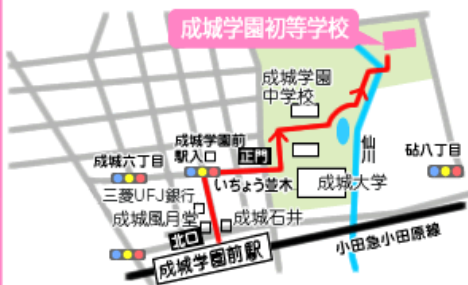 成城学園初等学校
成城学園
中学校
成城学園前
駅入口
正門
仙川
砧八丁目
成城六丁目
いちょう並木
成城大学
三菱UFJ銀行
成城風月堂
成城石井
北口
成城学園前駅
小田急小田原線